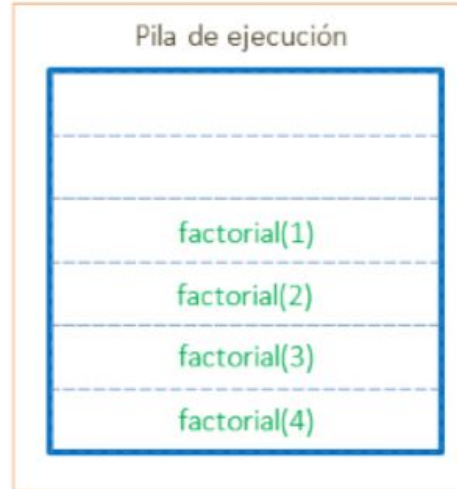 Pila de ejecución
factorial(1)
factorial(2)
factorial(3)
factorial(4)